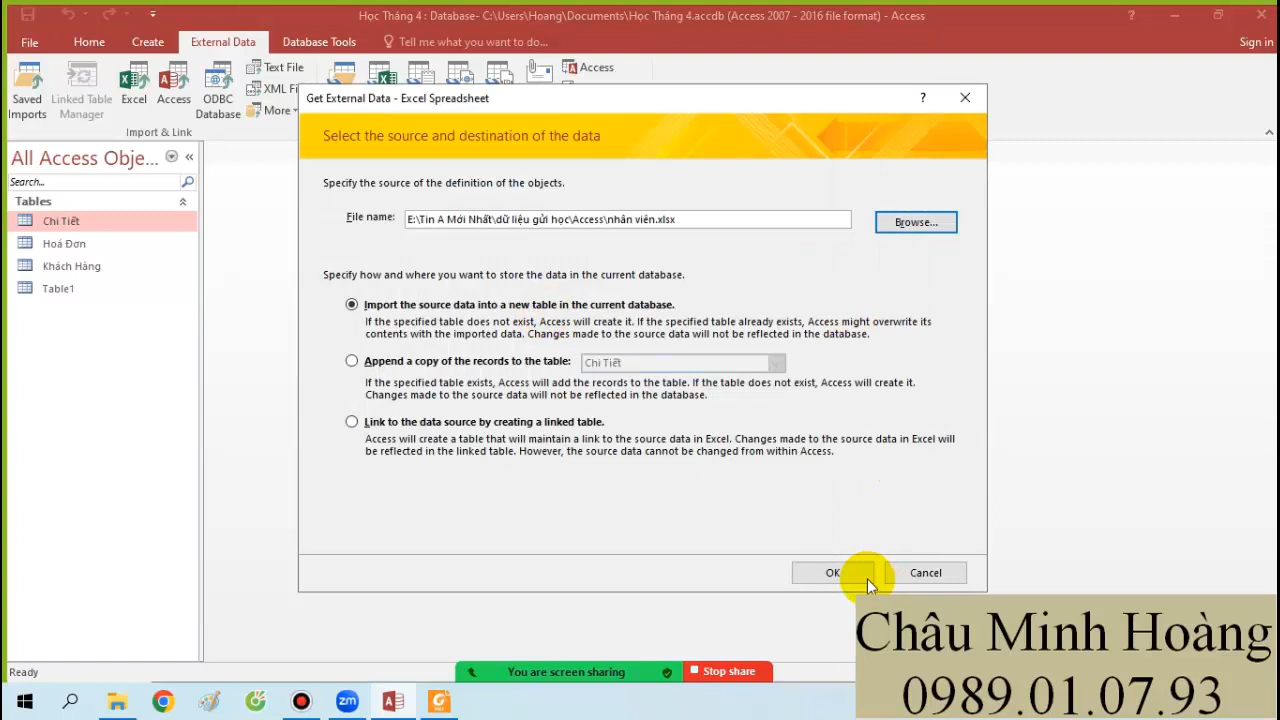 Học Tháng 4 : Database- C:\Users\Hoang\Documents\Học Tháng 4.accdb (Access 2007 - 2016 file format) - Access
?
File
Home
Create
External Data
Database Tools
Tell me what you want to do...
Sign in
Saved Imports
Linked Table Manager
Excel
Access
ODBC Database
Text File
XML Fi
More
Access
Import & Link
Get External Data - Excel Spreadsheet
?
Select the source and destination of the data
All Access Obje...
Search...
Tables
Chi Tiết
Hoá Đơn
Khách Hàng
Table1
Specify the source of the definition of the objects.
File name:
E:\Tin A Mới Nhất\dữ liệu gửi học\Access\nhân viên.xlsx
Browse...
Specify how and where you want to store the data in the current database.
Import the source data into a new table in the current database.
If the specified table does not exist, Access will create it. If the specified table already exists, Access might overwrite its
contents with the imported data. Changes made to the source data will not be reflected in the database.
Append a copy of the records to the table:
Chi Tiết
If the specified table exists, Access will add the records to the table. If the table does not exist, Access will create it.
Changes made to the source data will not be reflected in the database.
Link to the data source by creating a linked table.
Access will create a table that will maintain a link to the source data in Excel. Changes made to the source data in Excel will
be reflected in the linked table. However, the source data cannot be changed from within Access.
OK
Cancel
Châu Minh Hoàng
0989.01.07.93
Ready
You are screen sharing
Stop share
zm